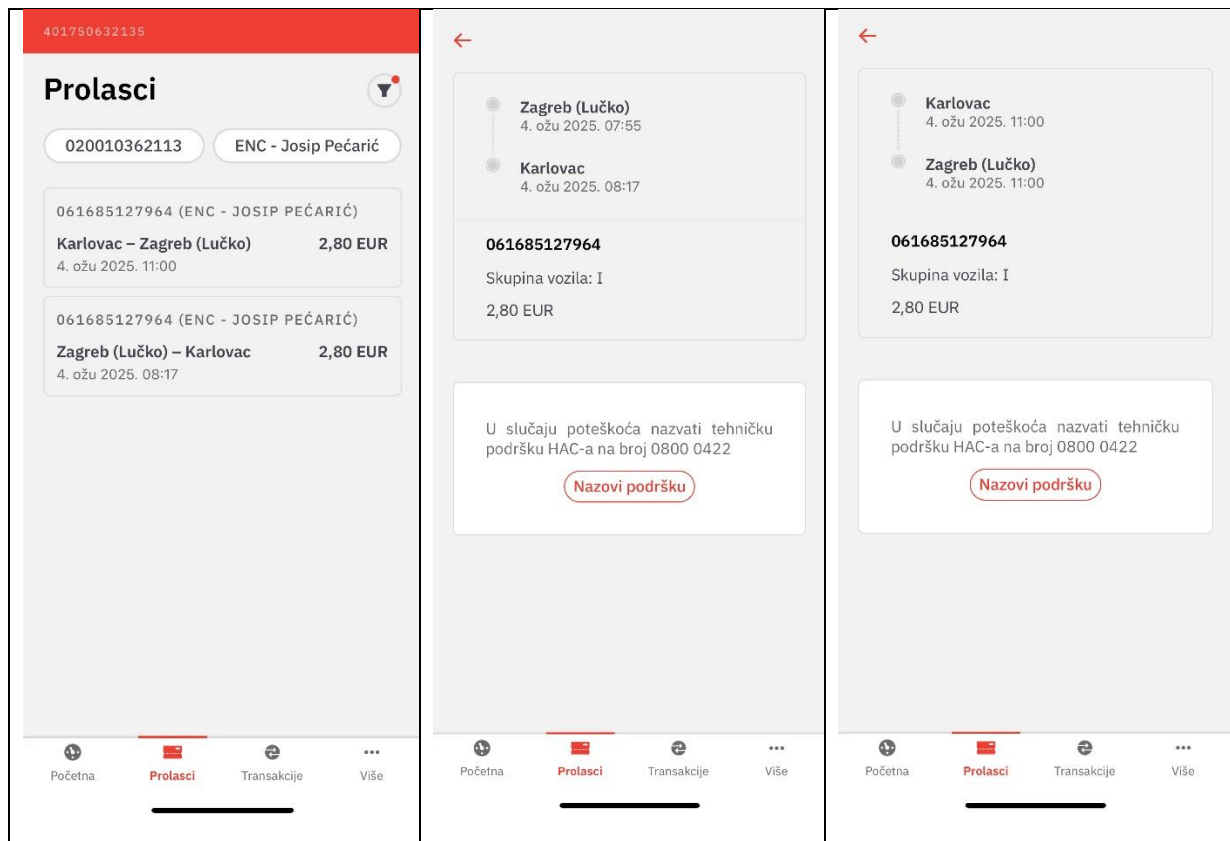 401750632135
Prolasci
020010362113
ENC - Josip Pećarić
061685127964 (ENC - JOSIP PEĆARIĆ)
Karlovac – Zagreb (Lučko) 2,80 EUR
4. ožu 2025. 11:00
061685127964 (ENC - JOSIP PEĆARIĆ)
Zagreb (Lučko) – Karlovac 2,80 EUR
4. ožu 2025. 08:17
Početna Prolasci Transakcije Više
Zagreb (Lučko)
4. ožu 2025. 07:55
Karlovac
4. ožu 2025. 08:17
061685127964
Skupina vozila: I
2,80 EUR
U slučaju poteškoća nazvati tehničku
podršku HAC-a na broj 0800 0422
Nazovi podršku
Početna Prolasci Transakcije Više
Karlovac
4. ožu 2025. 11:00
Zagreb (Lučko)
4. ožu 2025. 11:00
061685127964
Skupina vozila: I
2,80 EUR
U slučaju poteškoća nazvati tehničku
podršku HAC-a na broj 0800 0422
Nazovi podršku
Početna Prolasci Transakcije Više